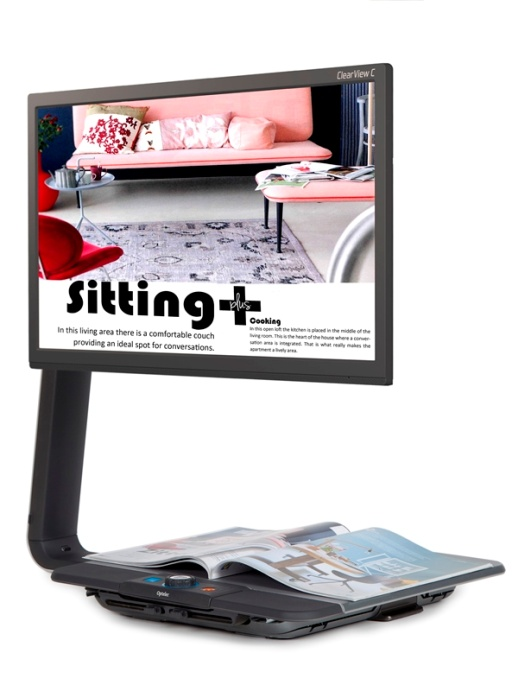 ClearView C
Sitting+
plus
In this living area there is a comfortable couch
providing an ideal spot for conversations.
Cooking
In this open loft the kitchen is placed in the middle of the
living room. This is the heart of the house where a conver-
sation area is integrated. That is what really makes the
apartment a lively area.
Optelec